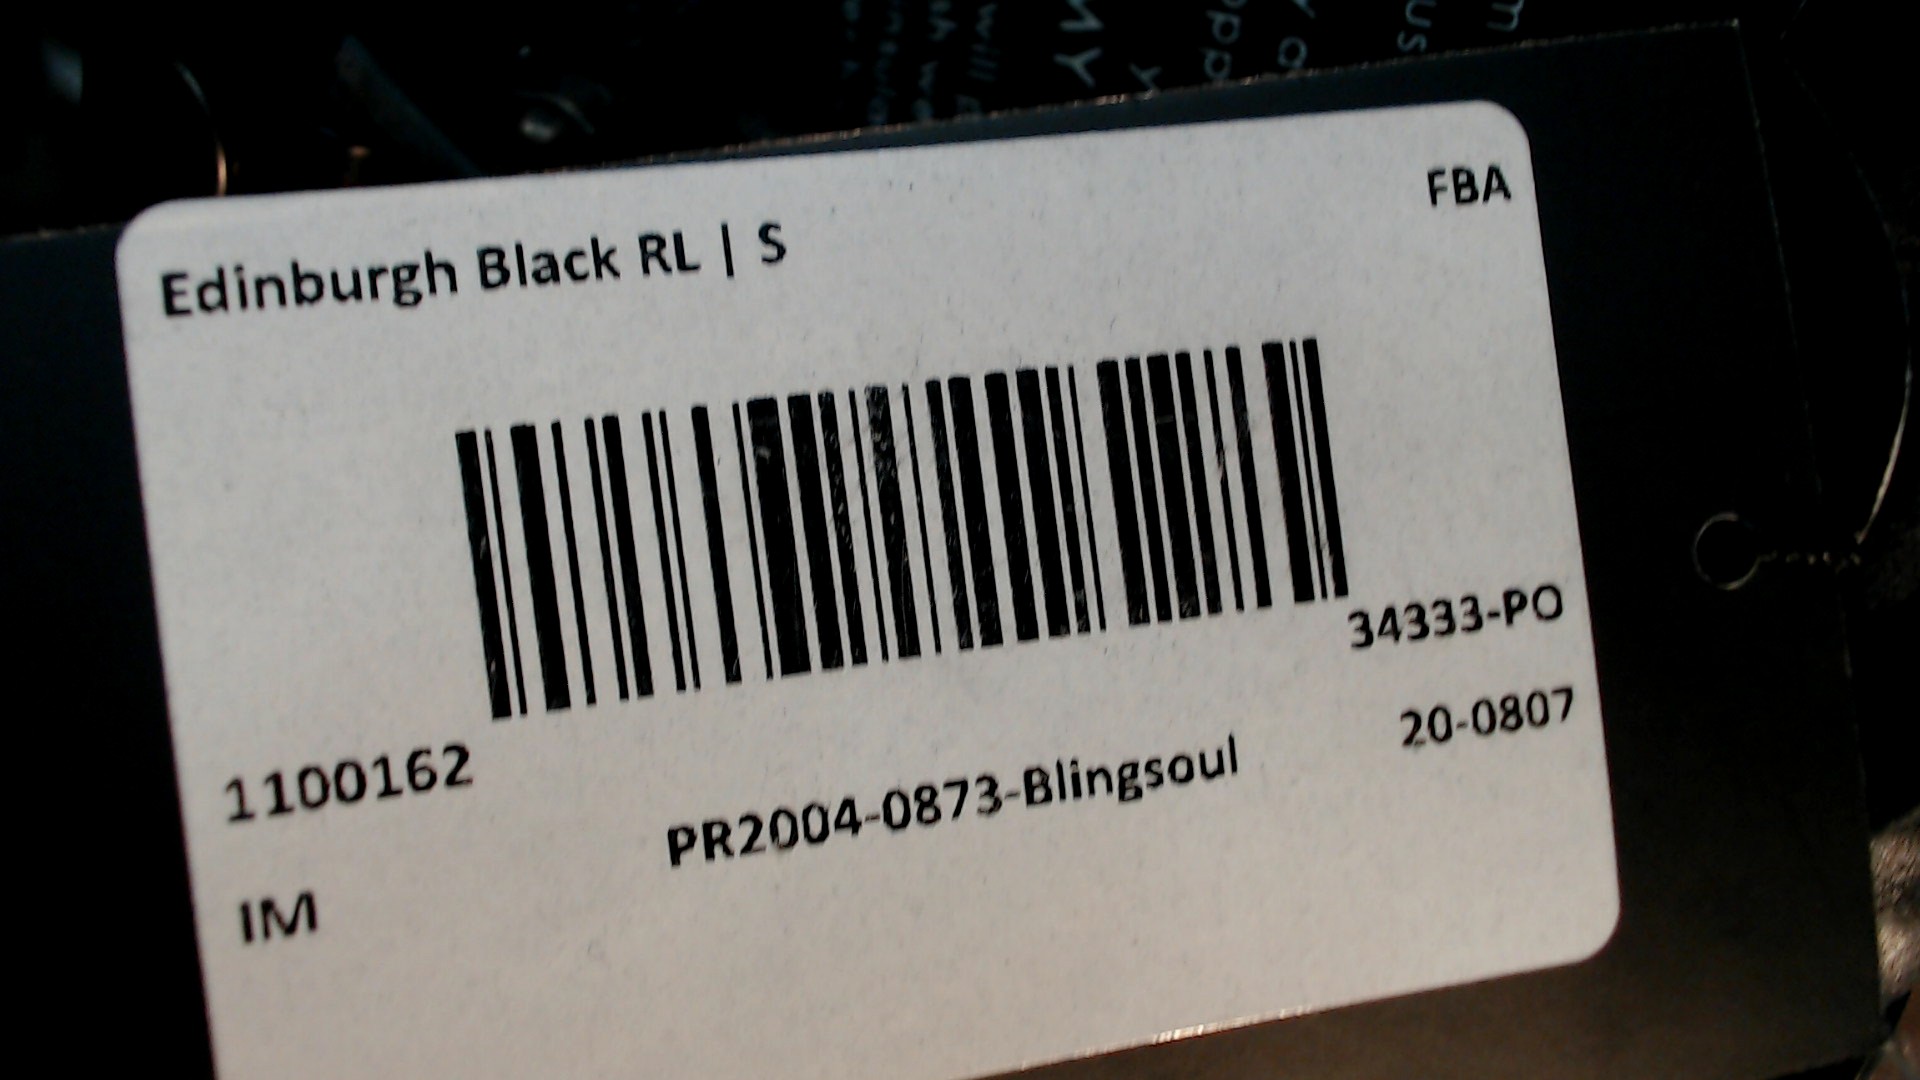 FBA
Edinburgh Black RL | S
34333-PO
1100162
20-0807
PR2004-0873-Blingsoul
IM